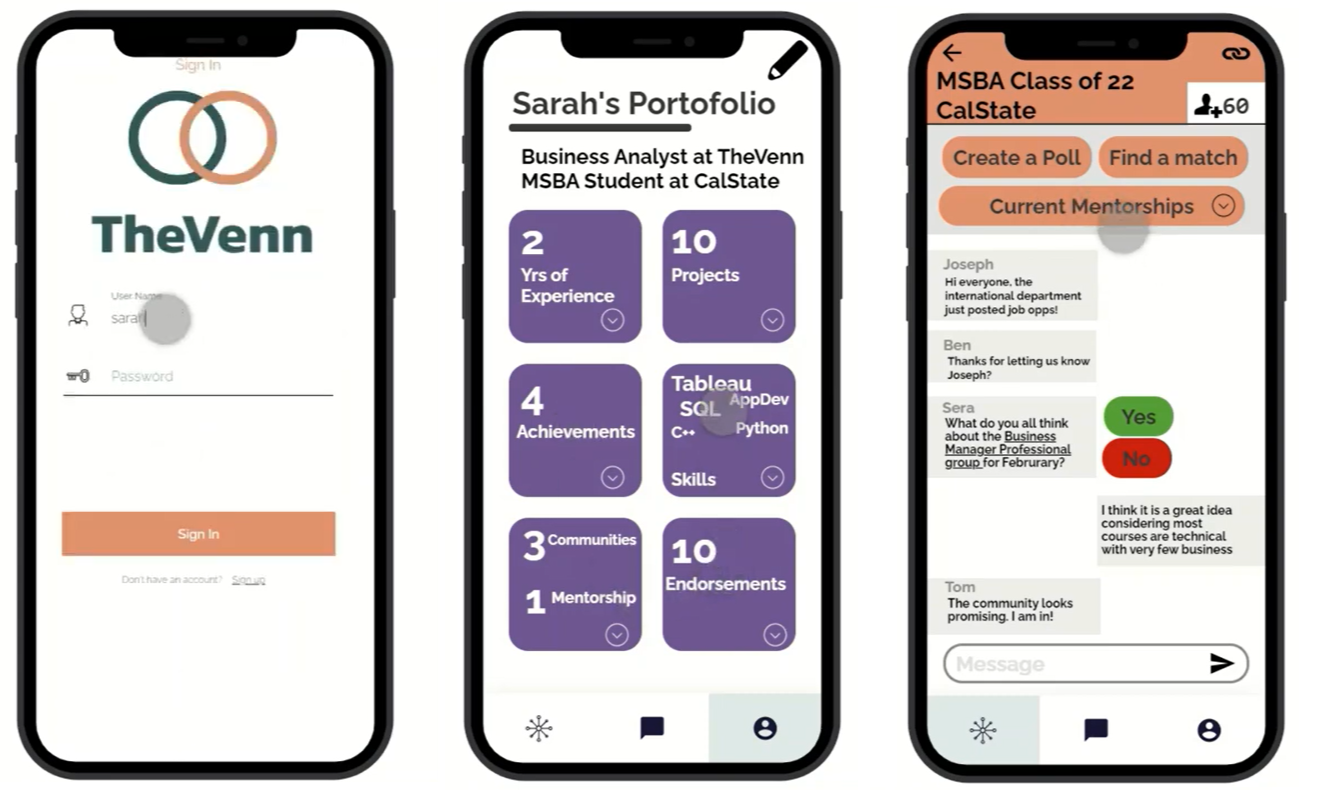 Sign In
TheVenn
User Name
sarah
Password
Sign In
Don't have an account? Sign up
Sarah's Portofolio
Business Analyst at TheVenn
MSBA Student at CalState
2
Yrs of
Experience
10
Projects
4
Achievements
Tableau
SQL AppDev
C++ Python
Skills
3 Communities
1 Mentorship
10
Endorsements
MSBA Class of 22
CalState
60
Create a Poll
Find a match
Current Mentorships
Joseph
Hi everyone, the
international department
just posted job opps!
Ben
Thanks for letting us know
Joseph?
Sera
What do you all think
about the Business
Manager Professional
group for Februrary?
Yes
No
I think it is a great idea
considering most
courses are technical
with very few business
Tom
The community looks
promising. I am in!
Message